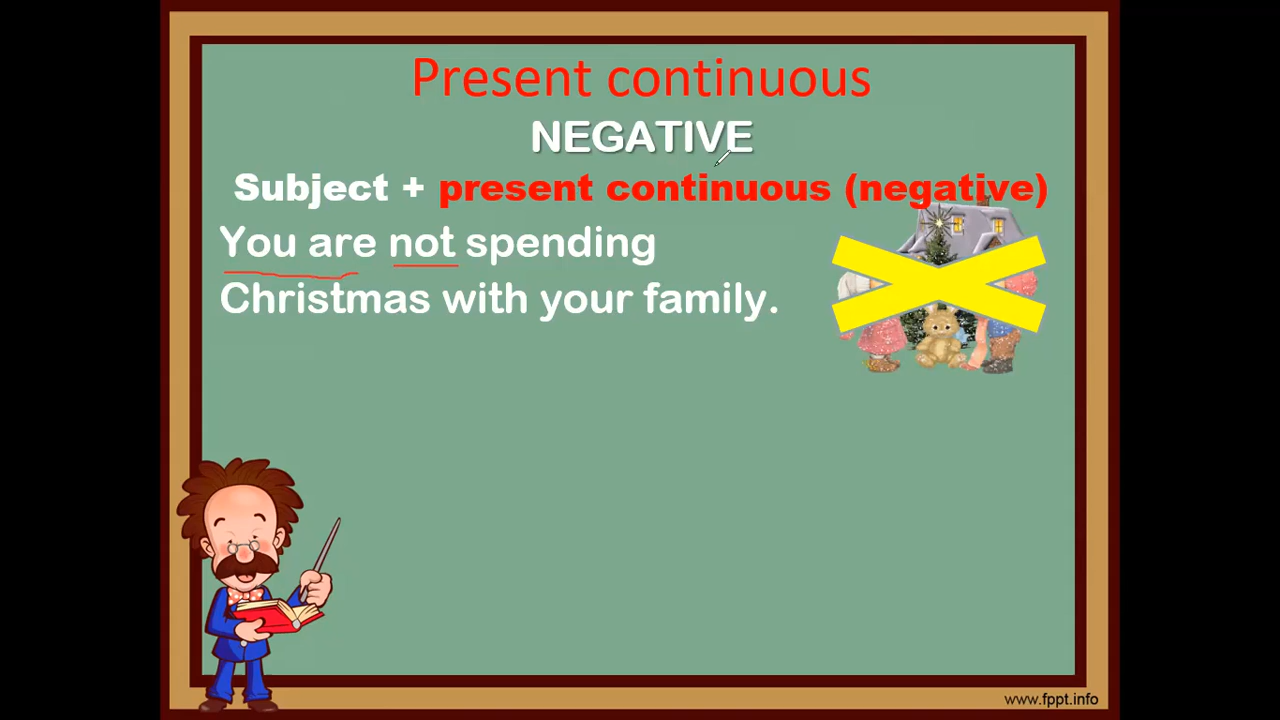 Present continuous
NEGATIVE
Subject + present continuous (negative)
You are not spending
Christmas with your family.
www.fppt.info